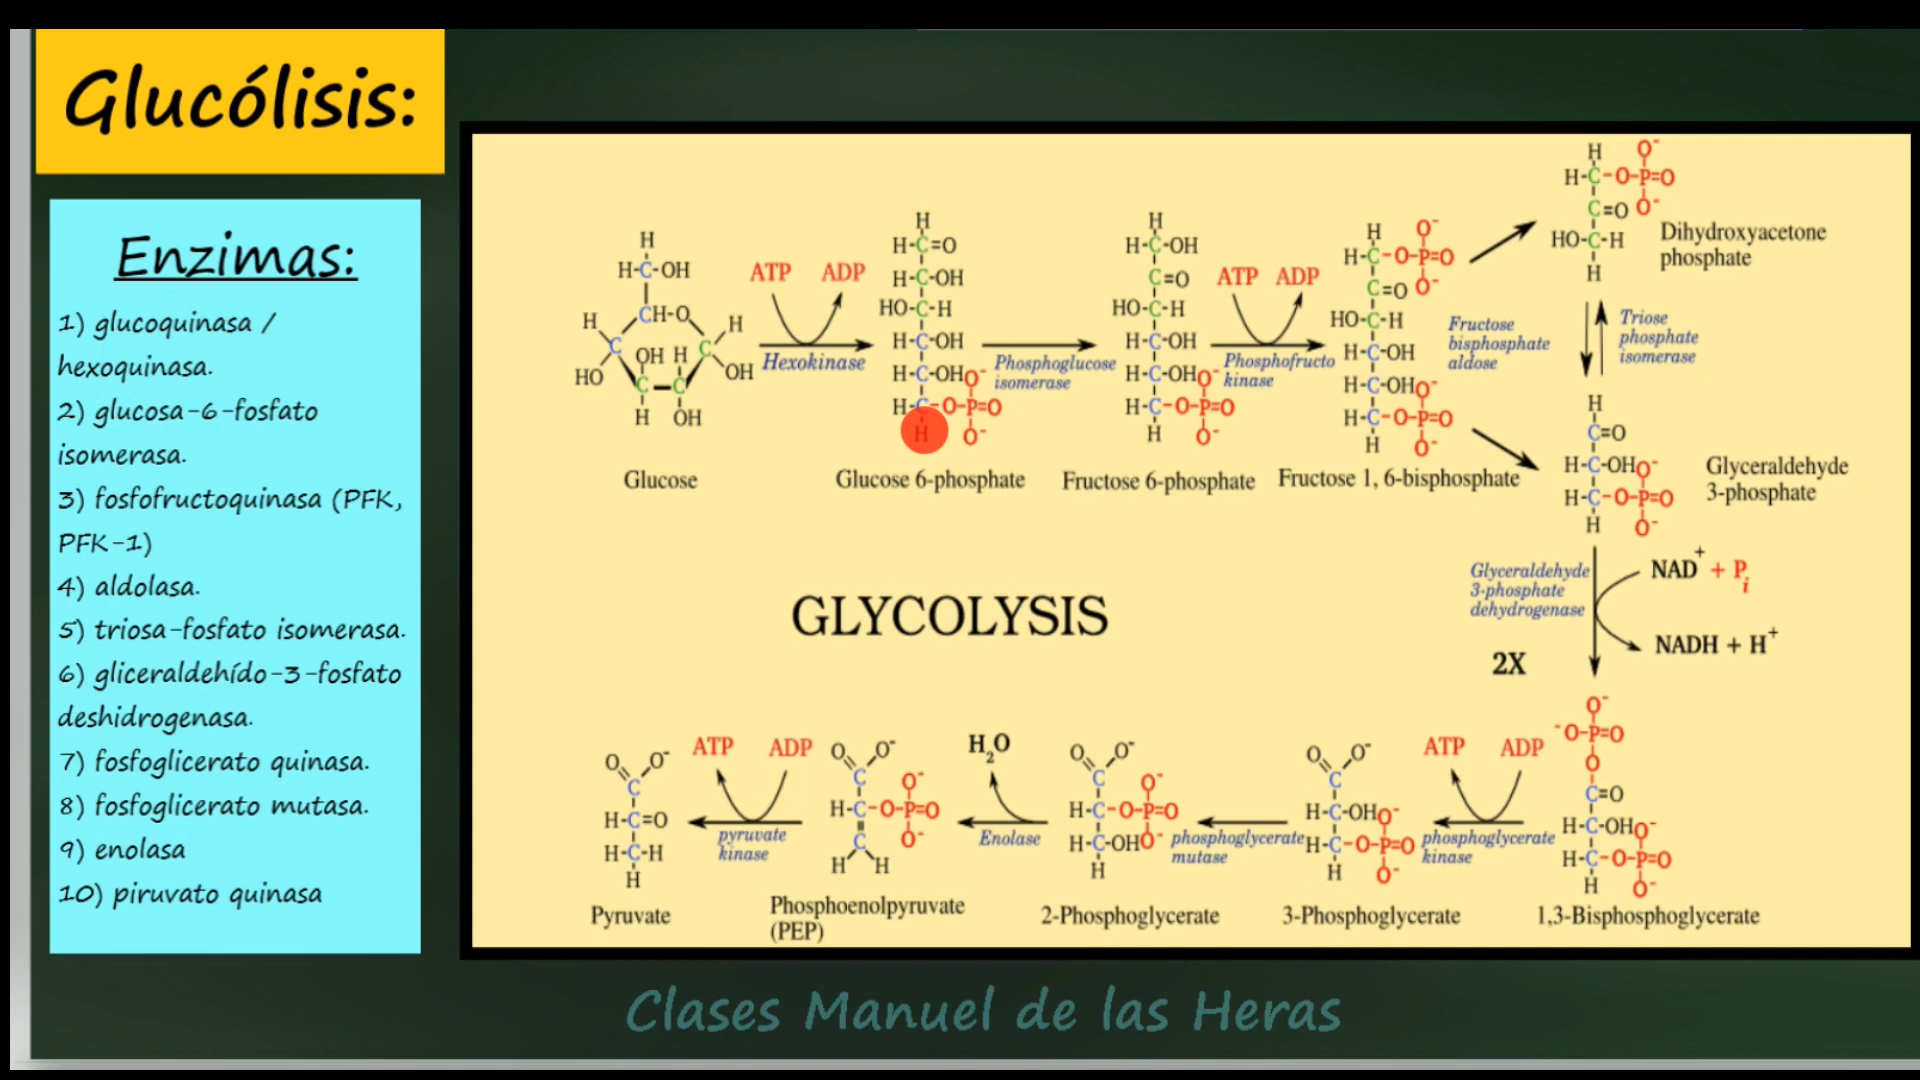 Glucólisis:
Enzimas:
1) glucoquinasa /
hexoquinasa.
2) glucosa-6-fosfato
isomerasa.
3) fosfofructoquinasa (PFK,
PFK-1)
4) aldolasa.
5) triosa-fosfato isomerasa.
6) gliceraldehído-3-fosfato
deshidrogenasa.
7) fosfoglicerato quinasa.
8) fosfoglicerato mutasa.
9) enolasa
10) piruvato quinasa
ATP ADP
Hexokinase
Glucose
Phosphoglucose
isomerase
Glucose 6-phosphate
ATP ADP
Phosphofructo
kinase
Fructose 6-phosphate
Fructose 1, 6-bisphosphate
Fructose
bisphosphate
aldose
Dihydroxyacetone
phosphate
Triose
phosphate
isomerase
Glyceraldehyde
3-phosphate
GLYCOLYSIS
Glyceraldehyde
3-phosphate
dehydrogenase
NAD+ + Pi
NADH + H+
2X
1,3-Bisphosphoglycerate
ATP ADP
phosphoglycerate
kinase
3-Phosphoglycerate
phosphoglycerate
mutase
2-Phosphoglycerate
H2O
Enolase
Phosphoenolpyruvate
(PEP)
ATP ADP
pyruvate
kinase
Pyruvate
Clases Manuel de las Heras